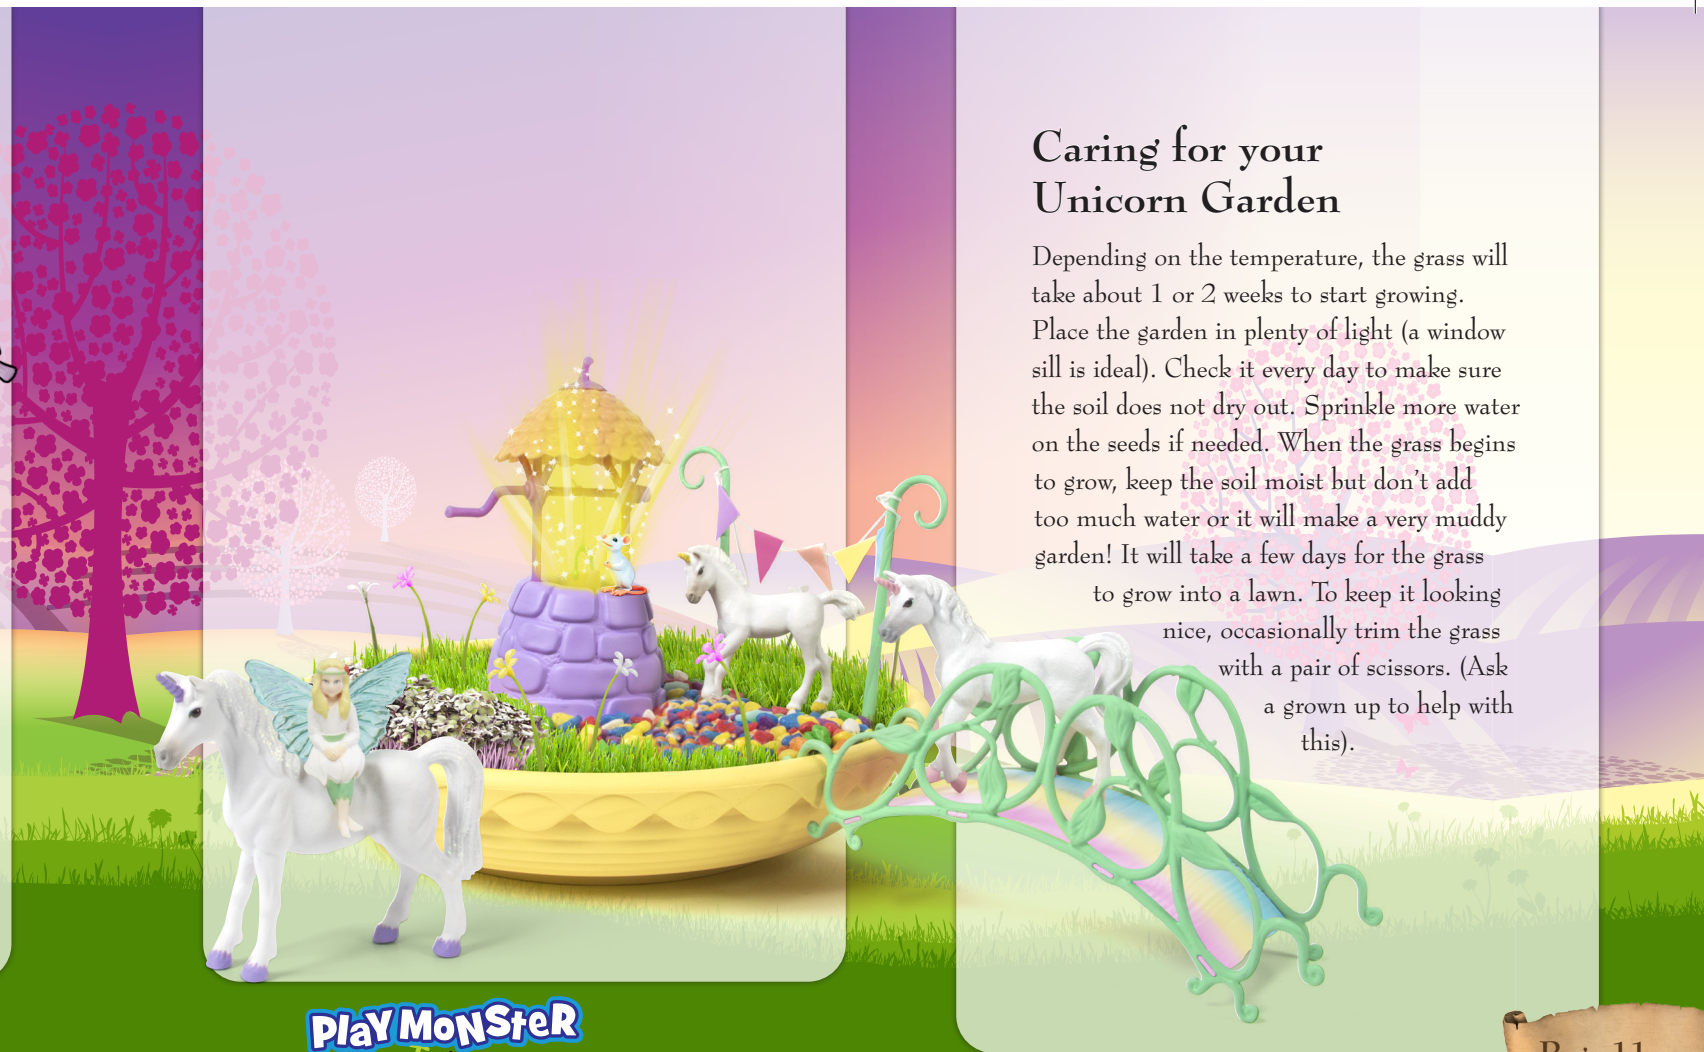 Caring for your
Unicorn Garden
Depending on the temperature, the grass will
take about 1 or 2 weeks to start growing.
Place the garden in plenty of light (a window
sill is ideal). Check it every day to make sure
the soil does not dry out. Sprinkle more water
on the seeds if needed. When the grass begins
to grow, keep the soil moist but don't add
too much water or it will make a very muddy
garden! It will take a few days for the grass
to grow into a lawn. To keep it looking
nice, occasionally trim the grass
with a pair of scissors. (Ask
a grown up to help with
this).
PLAY MONSTER